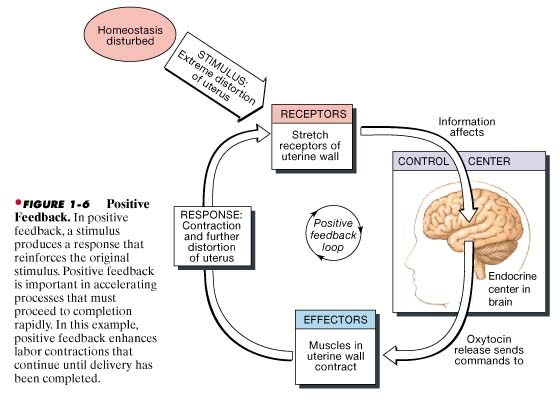 Homeostasis
disturbed
STIMULUS:
Extreme distortion
of uterus
RECEPTORS
Stretch
receptors of
uterine wall
Information
affects
CONTROL CENTER
Endocrine
center in
brain
Oxytocin
release sends
commands to
EFFECTORS
Muscles in
uterine wall
contract
RESPONSE:
Contraction
and further
distortion
of uterus
Positive
feedback
loop
•FIGURE 1-6 Positive
Feedback. In positive
feedback, a stimulus
produces a response that
reinforces the original
stimulus. Positive feedback
is important in accelerating
processes that must
proceed to completion
rapidly. In this example,
positive feedback enhances
labor contractions that
continue until delivery has
been completed.